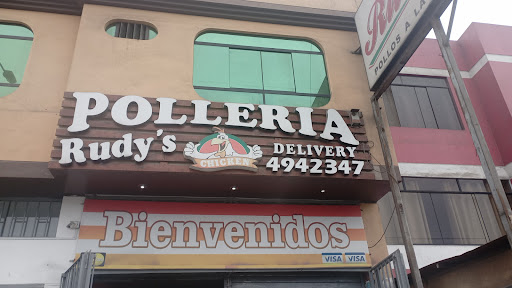 POLLERIA
Rudy's
CHICKEN
DELIVERY
4942347
Bienvenidos
VISA VISA
POLLOS A LA